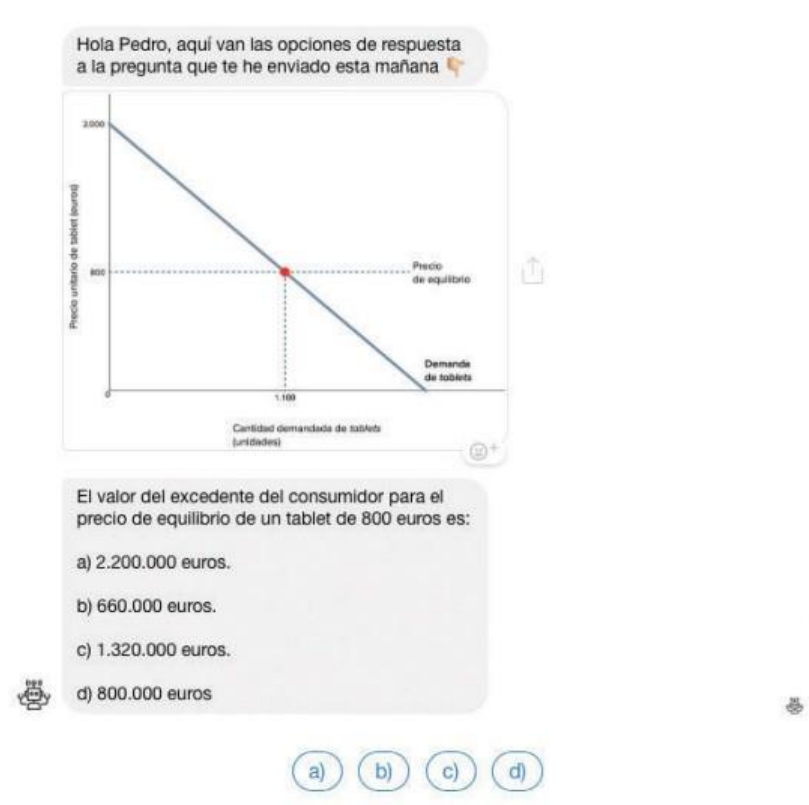 Hola Pedro, aquí van las opciones de respuesta
a la pregunta que te he enviado esta mañana
2.000
Precio unitario de tablet (euros)
800
Precio
de equilibrio
Demanda
de tablets
0
1.100
Cantidad demandada de tablets
(unidades)
El valor del excedente del consumidor para el
precio de equilibrio de un tablet de 800 euros es:
a) 2.200.000 euros.
b) 660.000 euros.
c) 1.320.000 euros.
d) 800.000 euros
a)
b)
c)
d)